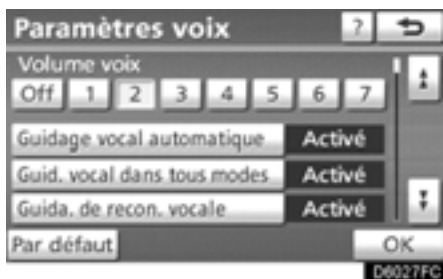 Paramètres voix ?
Volume voix
Off 1 2 3 4 5 6 7
Guidage vocal automatique Activé
Guid. vocal dans tous modes Activé
Guida. de recon. vocale Activé
Par défaut OK
D6027FC